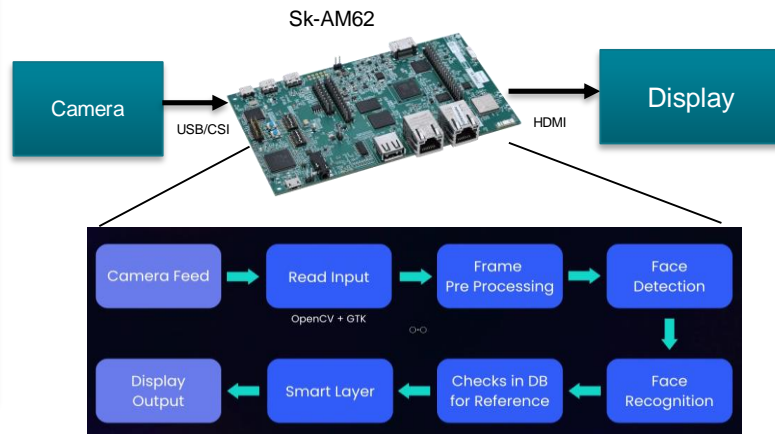 Sk-AM62
Camera
USB/CSI
HDMI
Display
Camera Feed
Read Input
OpenCV + GTK
Frame
Pre Processing
Face
Detection
Display
Output
Smart Layer
Checks in DB
for Reference
Face
Recognition